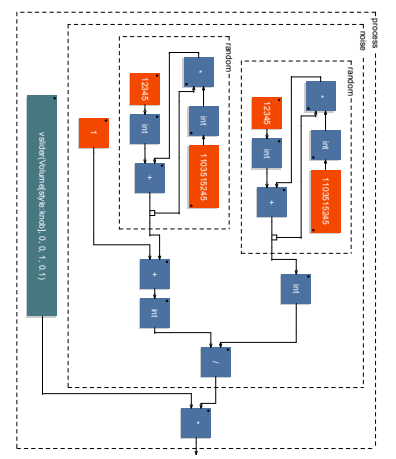 process
noise
random
*
int
1103515245
12345
int
+
int
random
*
int
1103515245
12345
int
+
1
+
int
/
vslider(Volume[style:knob], 0, 0, 1, 0.1)
*